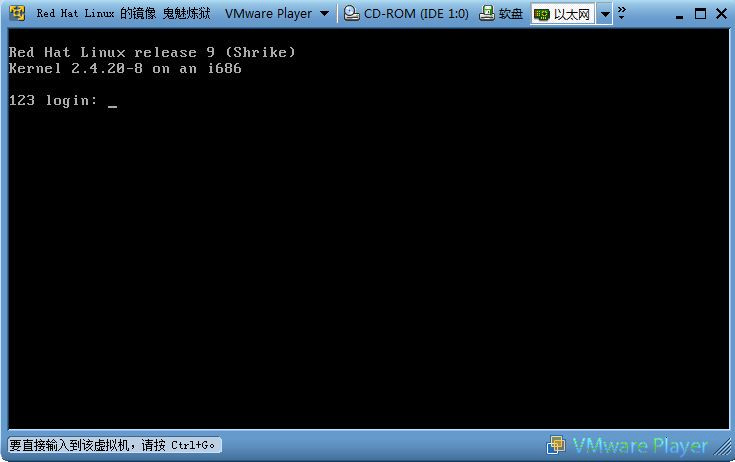 Red Hat Linux 的镜像 鬼魅炼狱 VMware Player CD-ROM (IDE 1:0) 软盘 以太网
Red Hat Linux release 9 (Shrike)
Kernel 2.4.20-8 on an i686
123 login: _
要直接输入到该虚拟机，请按 Ctrl+G。
VMware Player